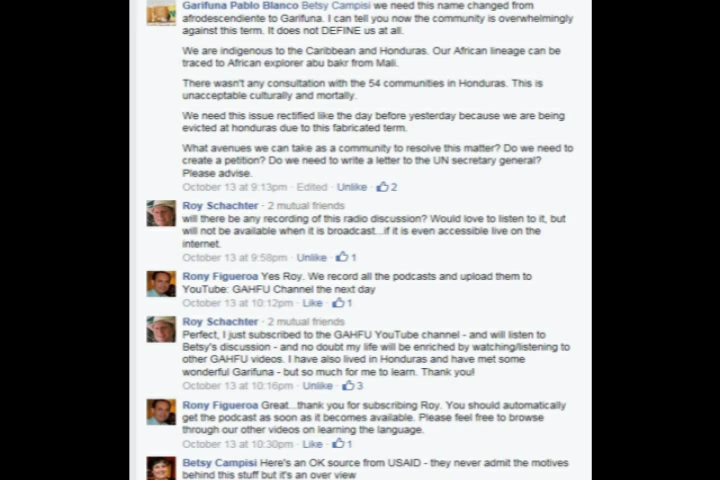 Garifuna Pablo Blanco Betsy Campisi we need this name changed from
afrodescendiente to Garifuna. I can tell you now the community is overwhelmingly
against this term. It does not DEFINE us at all.
We are indigenous to the Caribbean and Honduras. Our African lineage can be
traced to African explorer abu bakr from Mali.
There wasn't any consultation with the 54 communities in Honduras. This is
unacceptable culturally and mortally.
We need this issue rectified like the day before yesterday because we are being
evicted at honduras due to this fabricated term.
What avenues we can take as a community to resolve this matter? Do we need to
create a petition? Do we need to write a letter to the UN secretary general?
Please advise.
October 13 at 9:13pm · Edited · Unlike · 2
Roy Schachter · 2 mutual friends
will there be any recording of this radio discussion? Would love to listen to it, but
will not be available when it is broadcast...if it is even accessible live on the
internet.
October 13 at 9:58pm · Unlike · 1
Rony Figueroa Yes Roy. We record all the podcasts and upload them to
YouTube: GAHFU Channel the next day
October 13 at 10:12pm · Like · 1
Roy Schachter · 2 mutual friends
Perfect, I just subscribed to the GAHFU YouTube channel - and will listen to
Betsy's discussion - and no doubt my life will be enriched by watching/listening to
other GAHFU videos. I have also lived in Honduras and have met some
wonderful Garifuna - but so much for me to learn. Thank you!
October 13 at 10:16pm · Unlike · 3
Rony Figueroa Great...thank you for subscribing Roy. You should automatically
get the podcast as soon as it becomes available. Please feel free to browse
through our other videos on learning the language.
October 13 at 10:30pm · Like · 1
Betsy Campisi Here's an OK source from USAID - they never admit the motives
behind this stuff but it's an over view